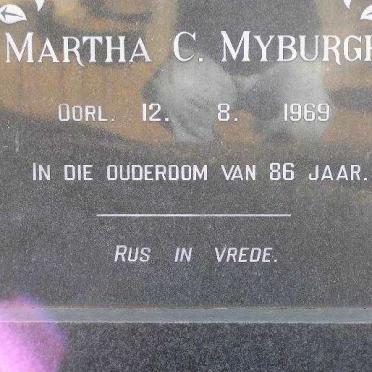 MARTHA C. MYBURGH
OORL. 12. 8. 1969
IN DIE OUDERDOM VAN 86 JAAR.
RUS IN VREDE.